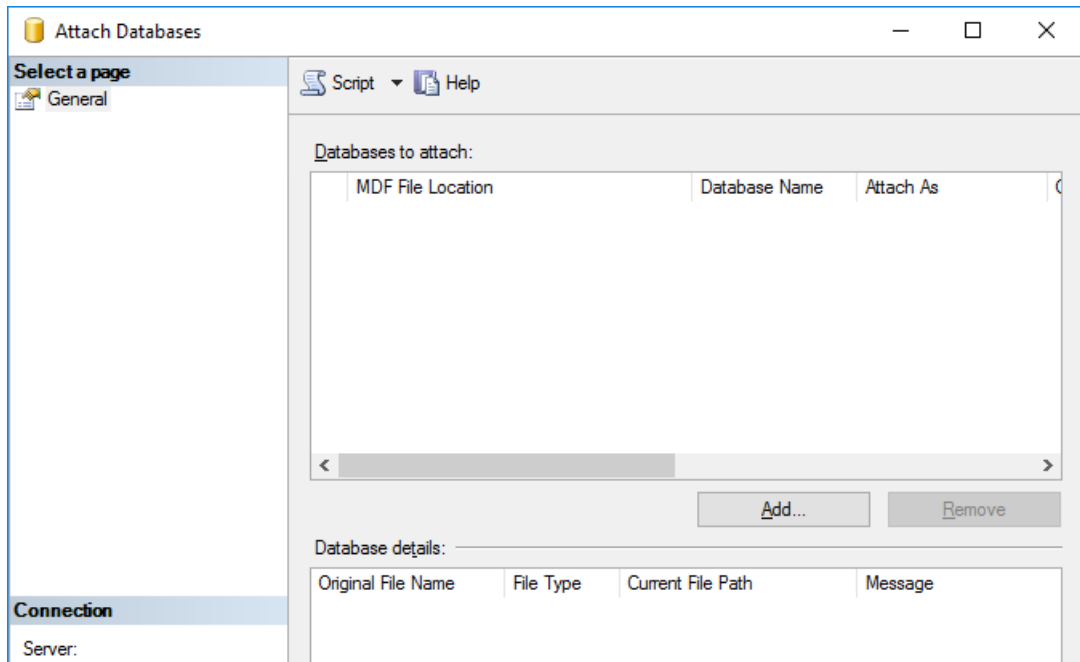 Attach Databases
Select a page
General
Script Help
Databases to attach:
MDF File Location Database Name Attach As
Add... Remove
Database details:
Original File Name File Type Current File Path Message
Connection
Server: